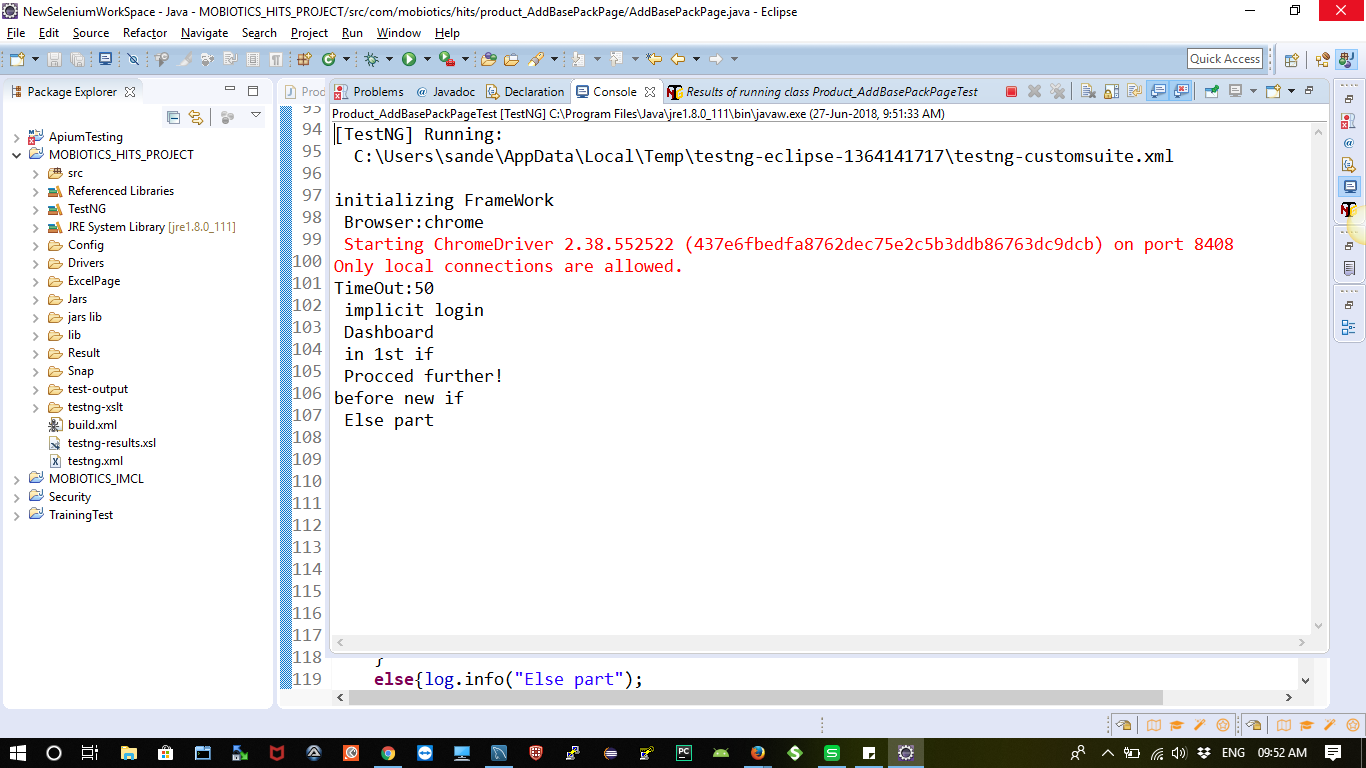 NewSeleniumWorkSpace - Java - MOBIOTICS_HITS_PROJECT/src/com/mobiotics/hits/product_AddBasePackPage/AddBasePackPage.java - Eclipse
File Edit Source Refactor Navigate Search Project Run Window Help
Quick Access
Package Explorer
ApiumTesting
MOBIOTICS_HITS_PROJECT
src
Referenced Libraries
TestNG
JRE System Library [jre1.8.0_111]
Config
Drivers
ExcelPage
Jars
jars lib
lib
Result
Snap
test-output
testng-xslt
build.xml
testng-results.xsl
testng.xml
MOBIOTICS_IMCL
Security
TrainingTest
Proc
Problems @ Javadoc Declaration Console Results of running class Product_AddBasePackPageTest
Product_AddBasePackPageTest [TestNG] C:\Program Files\Java\jre1.8.0_111\bin\javaw.exe (27-Jun-2018, 9:51:33 AM)
93
94
95
96
97
98
99
100
101
102
103
104
105
106
107
108
109
110
111
112
113
114
115
116
117
118
119
[TestNG] Running:
C:\Users\sande\AppData\Local\Temp\testng-eclipse-1364141717\testng-customsuite.xml
initializing FrameWork
Browser:chrome
Starting ChromeDriver 2.38.552522 (437e6fbedfa8762dec75e2c5b3ddb86763dc9dcb) on port 8408
Only local connections are allowed.
TimeOut:50
implicit login
Dashboard
in 1st if
Procced further!
before new if
Else part
}
else{log.info("Else part");
ENG 09:52 AM